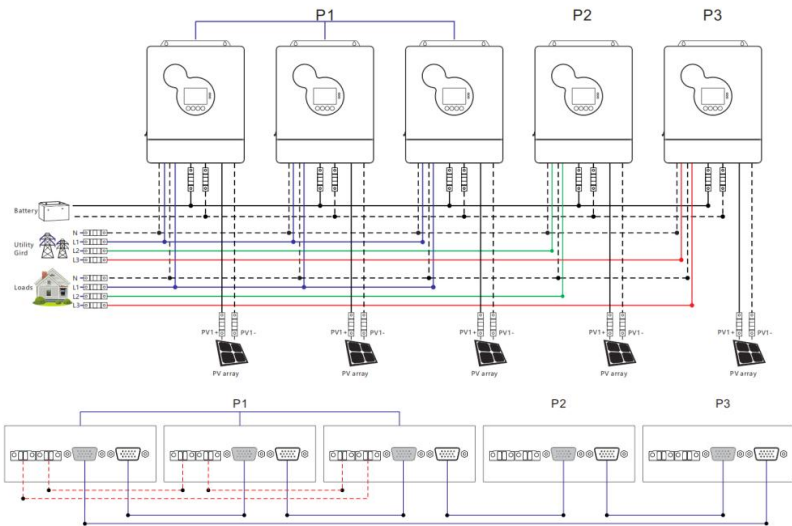 P1 P2 P3
Battery
N
L1
Utility
Gird
L2
L3
N
Loads
L1
L2
L3
PV1+ PV1- PV1+ PV1- PV1+ PV1- PV1+ PV1- PV1+ PV1-
PV array PV array PV array PV array PV array
P1 P2 P3